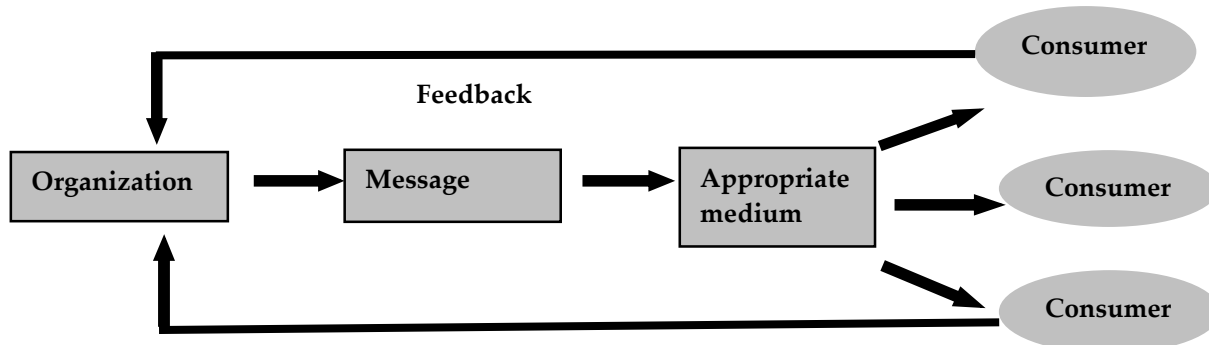 Consumer
Feedback
Organization
Message
Appropriate
medium
Consumer
Consumer